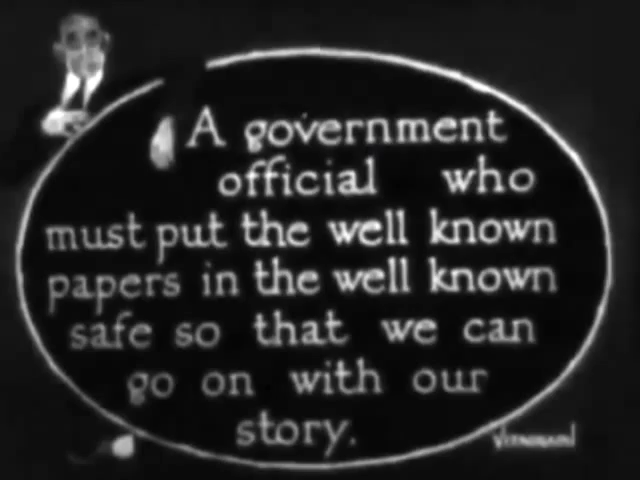 A government
official who
must put the well known
papers in the well known
safe so that we can
go on with our
story.
VITAGRAPH